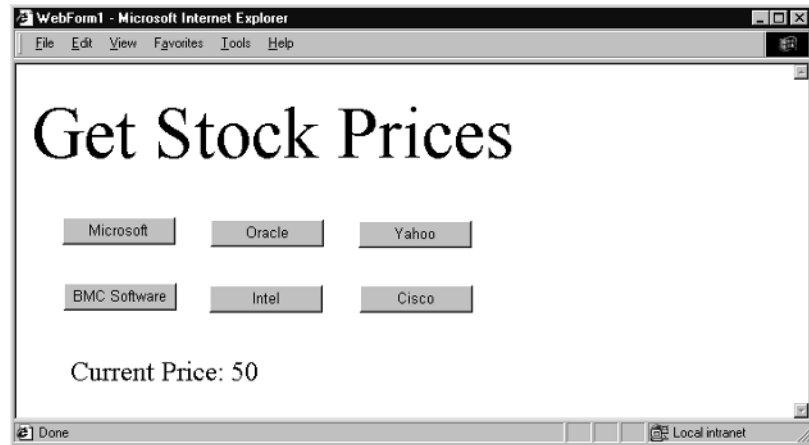 WebForm1 - Microsoft Internet Explorer
File Edit View Favorites Tools Help
Get Stock Prices
Microsoft Oracle Yahoo
BMC Software Intel Cisco
Current Price: 50
Done Local intranet